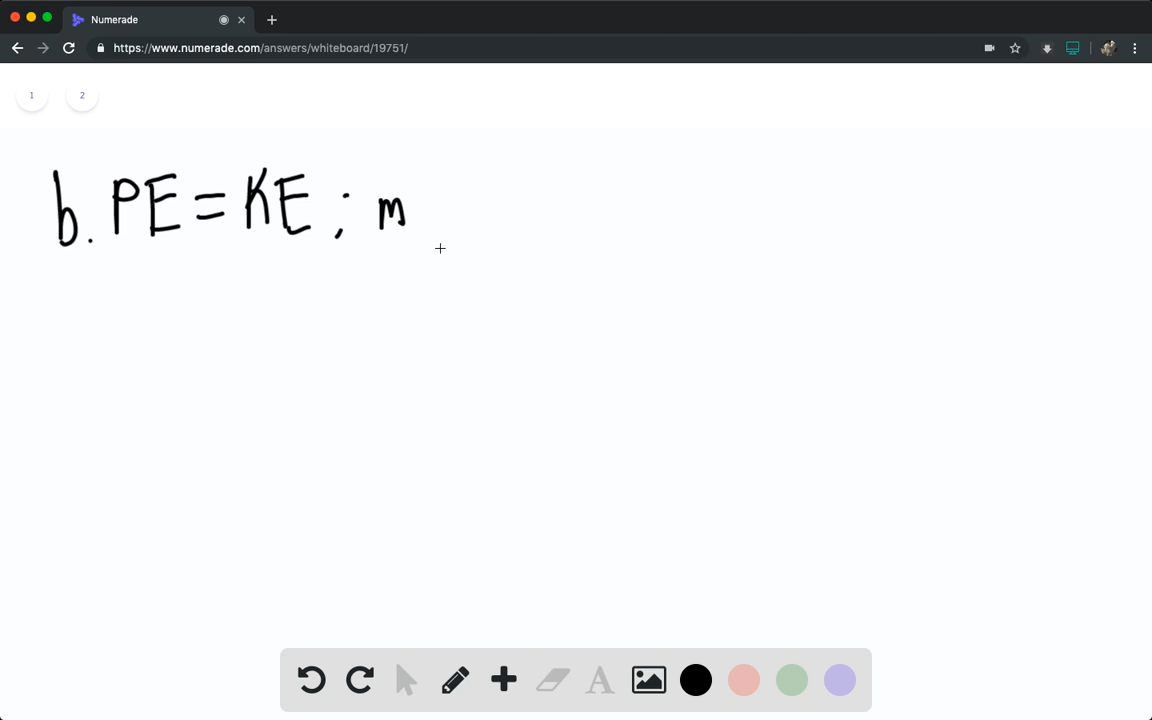 Numerade
https://www.numerade.com/answers/whiteboard/19751/
1 2
b. PE = KE ; m
A